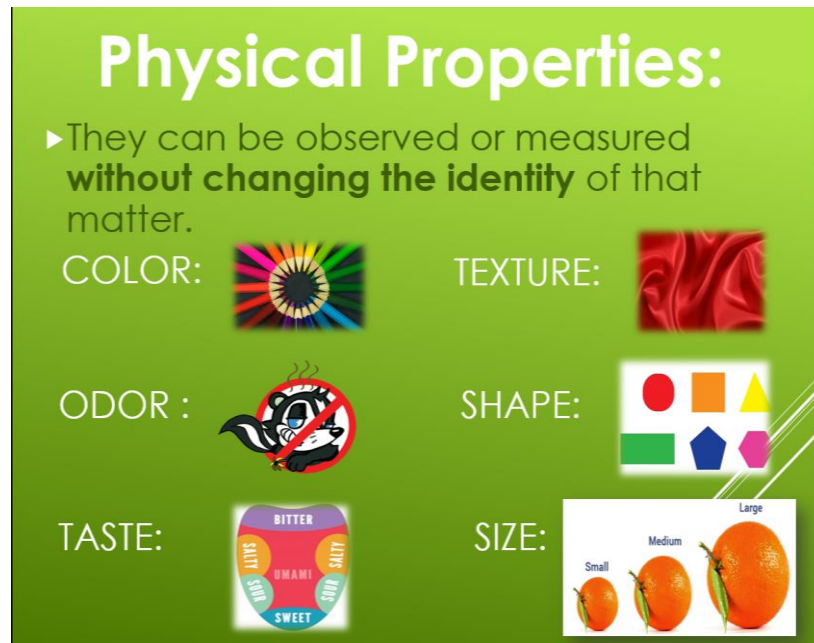 Physical Properties:
They can be observed or measured
without changing the identity of that
matter.
COLOR:
TEXTURE:
ODOR :
SHAPE:
TASTE:
BITTER
SALTY
SALTY
UMAMI
SOUR
SOUR
SWEET
SIZE:
Small
Medium
Large